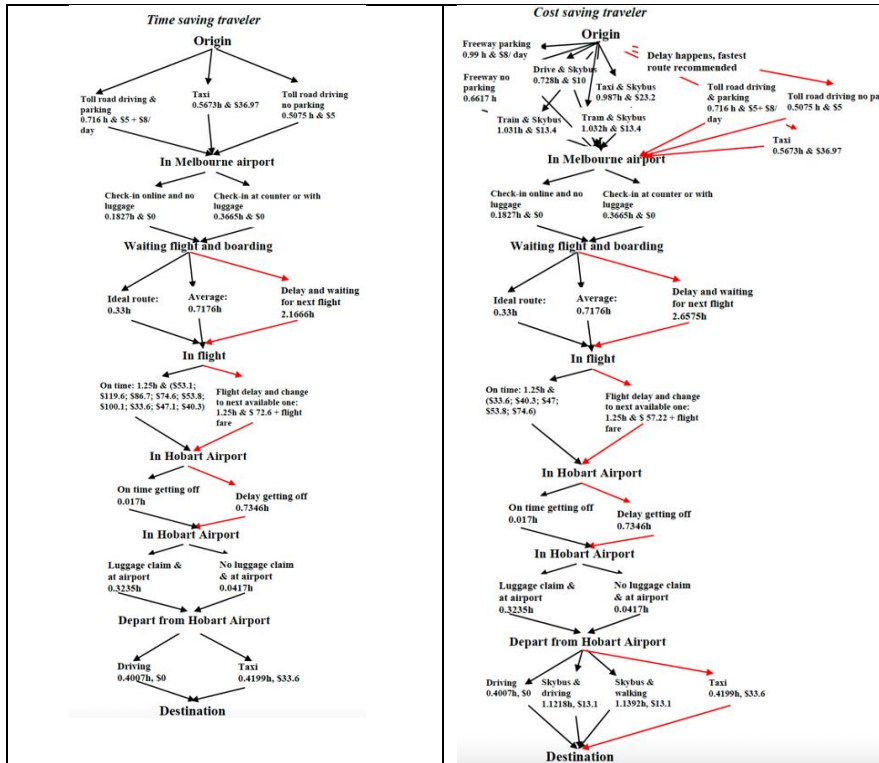 Time saving traveler
Origin
Toll road driving &
parking
0.716 h & $5 + $8/
day
Taxi
0.5673h & $36.97
Toll road driving
no parking
0.5075 h & $5
In Melbourne airport
Check-in online and no
luggage
0.1827h & $0
Check-in at counter or with
luggage
0.3665h & $0
Waiting flight and boarding
Ideal route:
0.33h
Average:
0.7176h
Delay and waiting
for next flight
2.1666h
In flight
On time: 1.25h & ($53.1;
$119.6; $86.7; $74.6; $53.8;
$100.1; $33.6; $47.1; $40.3)
Flight delay and change
to next available one:
1.25h & $ 72.6 + flight
fare
In Hobart Airport
On time getting off
0.017h
Delay getting off
0.7346h
In Hobart Airport
Luggage claim &
at airport
0.3235h
No luggage claim
& at airport
0.0417h
Depart from Hobart Airport
Driving
0.4007h, $0
Taxi
0.4199h, $33.6
Destination
Cost saving traveler
Origin
Freeway parking
0.99 h & $8/ day
Freeway no
parking
0.6617 h
Drive & Skybus
0.728h & $10
Taxi & Skybus
0.987h & $23.2
Train & Skybus
1.031h & $13.4
Tram & Skybus
1.032h & $13.4
Delay happens, fastest
route recommended
Toll road driving
& parking
0.716 h & $5+ $8/
day
Toll road driving no pa
0.5075 h & $5
Taxi
0.5673h & $36.97
In Melbourne airport
Check-in online and no
luggage
0.1827h & $0
Check-in at counter or with
luggage
0.3665h & $0
Waiting flight and boarding
Ideal route:
0.33h
Average:
0.7176h
Delay and waiting
for next flight
2.6575h
In flight
On time: 1.25h &
($33.6; $40.3; $47;
$53.8; $74.6)
Flight delay and change
to next available one:
1.25h & $ 57.22 + flight
fare
In Hobart Airport
On time getting off
0.017h
Delay getting off
0.7346h
In Hobart Airport
Luggage claim &
at airport
0.3235h
No luggage claim
& at airport
0.0417h
Depart from Hobart Airport
Driving
0.4007h, $0
Skybus &
driving
1.1218h, $13.1
Skybus &
walking
1.1392h, $13.1
Taxi
0.4199h, $33.6
Destination